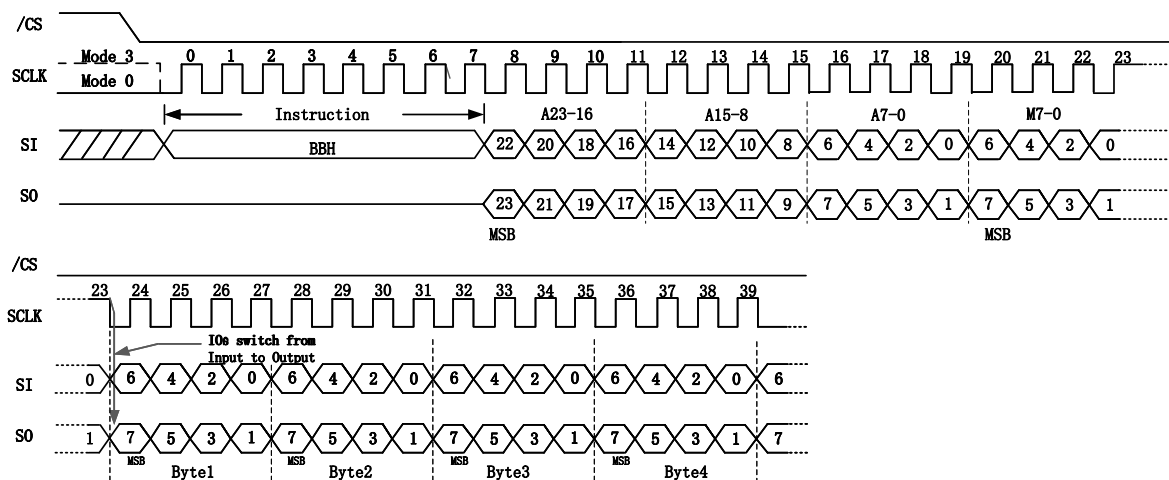 /CS
Mode 3 0 1 2 3 4 5 6 7 8 9 10 11 12 13 14 15 16 17 18 19 20 21 22 23
SCLK
Mode 0
Instruction A23-16 A15-8 A7-0 M7-0
SI BBH 22 20 18 16 14 12 10 8 6 4 2 0 6 4 2 0
SO 23 21 19 17 15 13 11 9 7 5 3 1 7 5 3 1
MSB MSB
/CS
23 24 25 26 27 28 29 30 31 32 33 34 35 36 37 38 39
SCLK
IOs switch from
Input to Output
SI 0 6 4 2 0 6 4 2 0 6 4 2 0 6 4 2 0 6
SO 1 7 5 3 1 7 5 3 1 7 5 3 1 7 5 3 1 7
MSB MSB MSB MSB
Byte1 Byte2 Byte3 Byte4